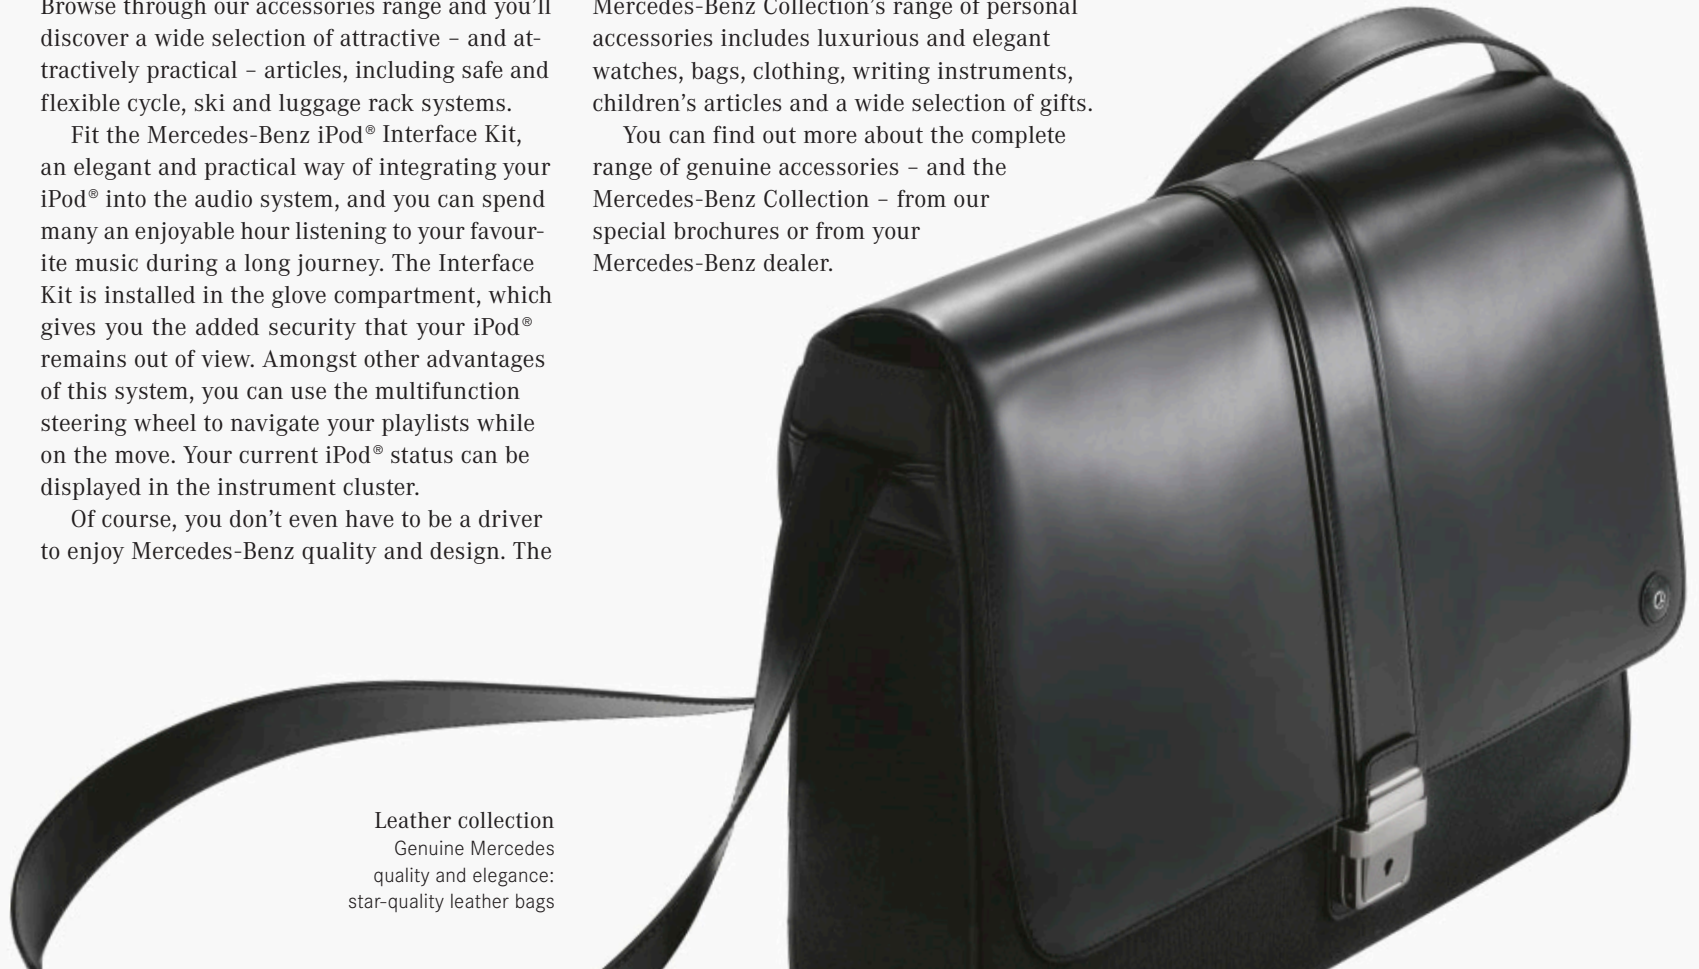 Browse through our accessories range and you’ll
discover a wide selection of attractive – and at-
tractively practical – articles, including safe and
flexible cycle, ski and luggage rack systems.
Fit the Mercedes-Benz iPod® Interface Kit,
an elegant and practical way of integrating your
iPod® into the audio system, and you can spend
many an enjoyable hour listening to your favour-
ite music during a long journey. The Interface
Kit is installed in the glove compartment, which
gives you the added security that your iPod®
remains out of view. Amongst other advantages
of this system, you can use the multifunction
steering wheel to navigate your playlists while
on the move. Your current iPod® status can be
displayed in the instrument cluster.
Of course, you don’t even have to be a driver
to enjoy Mercedes-Benz quality and design. The
Mercedes-Benz Collection’s range of personal
accessories includes luxurious and elegant
watches, bags, clothing, writing instruments,
children’s articles and a wide selection of gifts.
You can find out more about the complete
range of genuine accessories – and the
Mercedes-Benz Collection – from our
special brochures or from your
Mercedes-Benz dealer.
Leather collection
Genuine Mercedes
quality and elegance:
star-quality leather bags